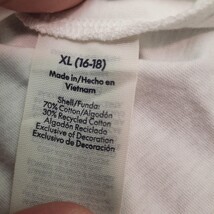 XL (16-18)
Made in/Hecho en
Vietnam
Shell/Funda:
70% Cotton/Algodón
30% Recycled Cotton
Algodón Reciclado
Exclusive of Decoration
Exclusivo de Decoración